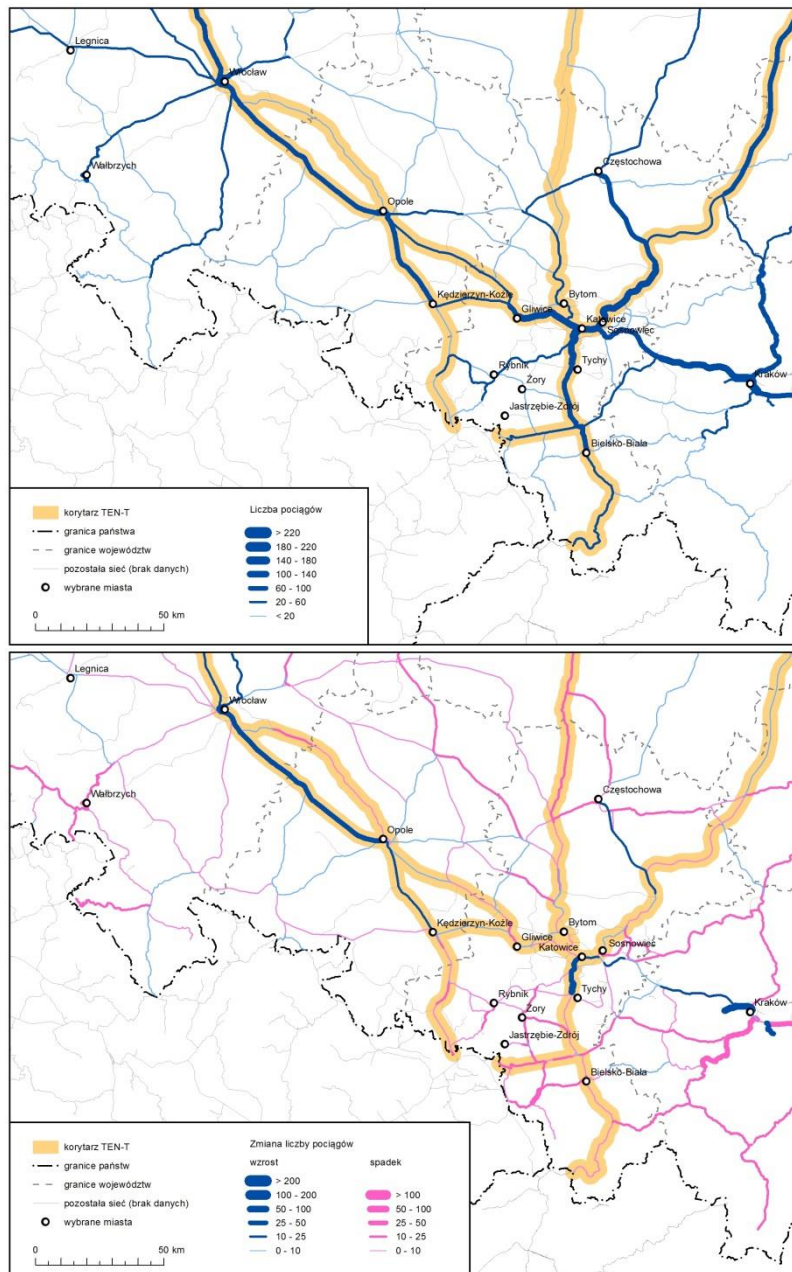 Legnica
Wrocław
Wałbrzych
Częstochowa
Opole
Kędzierzyn-Koźle
Bytom
Gliwice
Katowice
Sosnowiec
Rybnik
Tychy
Żory
Kraków
Jastrzębie-Zdrój
Bielsko-Biała
korytarz TEN-T
granica państwa
granice województw
pozostała sieć (brak danych)
wybrane miasta
0 50 km
Liczba pociągów
> 220
180 - 220
140 - 180
100 - 140
60 - 100
20 - 60
< 20
Legnica
Wrocław
Wałbrzych
Częstochowa
Opole
Kędzierzyn-Koźle
Bytom
Gliwice
Sosnowiec
Katowice
Rybnik
Tychy
Żory
Kraków
Jastrzębie-Zdrój
Bielsko-Biała
korytarz TEN-T
granice państw
granice województw
pozostała sieć (brak danych)
wybrane miasta
0 50 km
Zmiana liczby pociągów
wzrost spadek
> 200
100 - 200 > 100
50 - 100 50 - 100
25 - 50 25 - 50
10 - 25 10 - 25
0 - 10 0 - 10